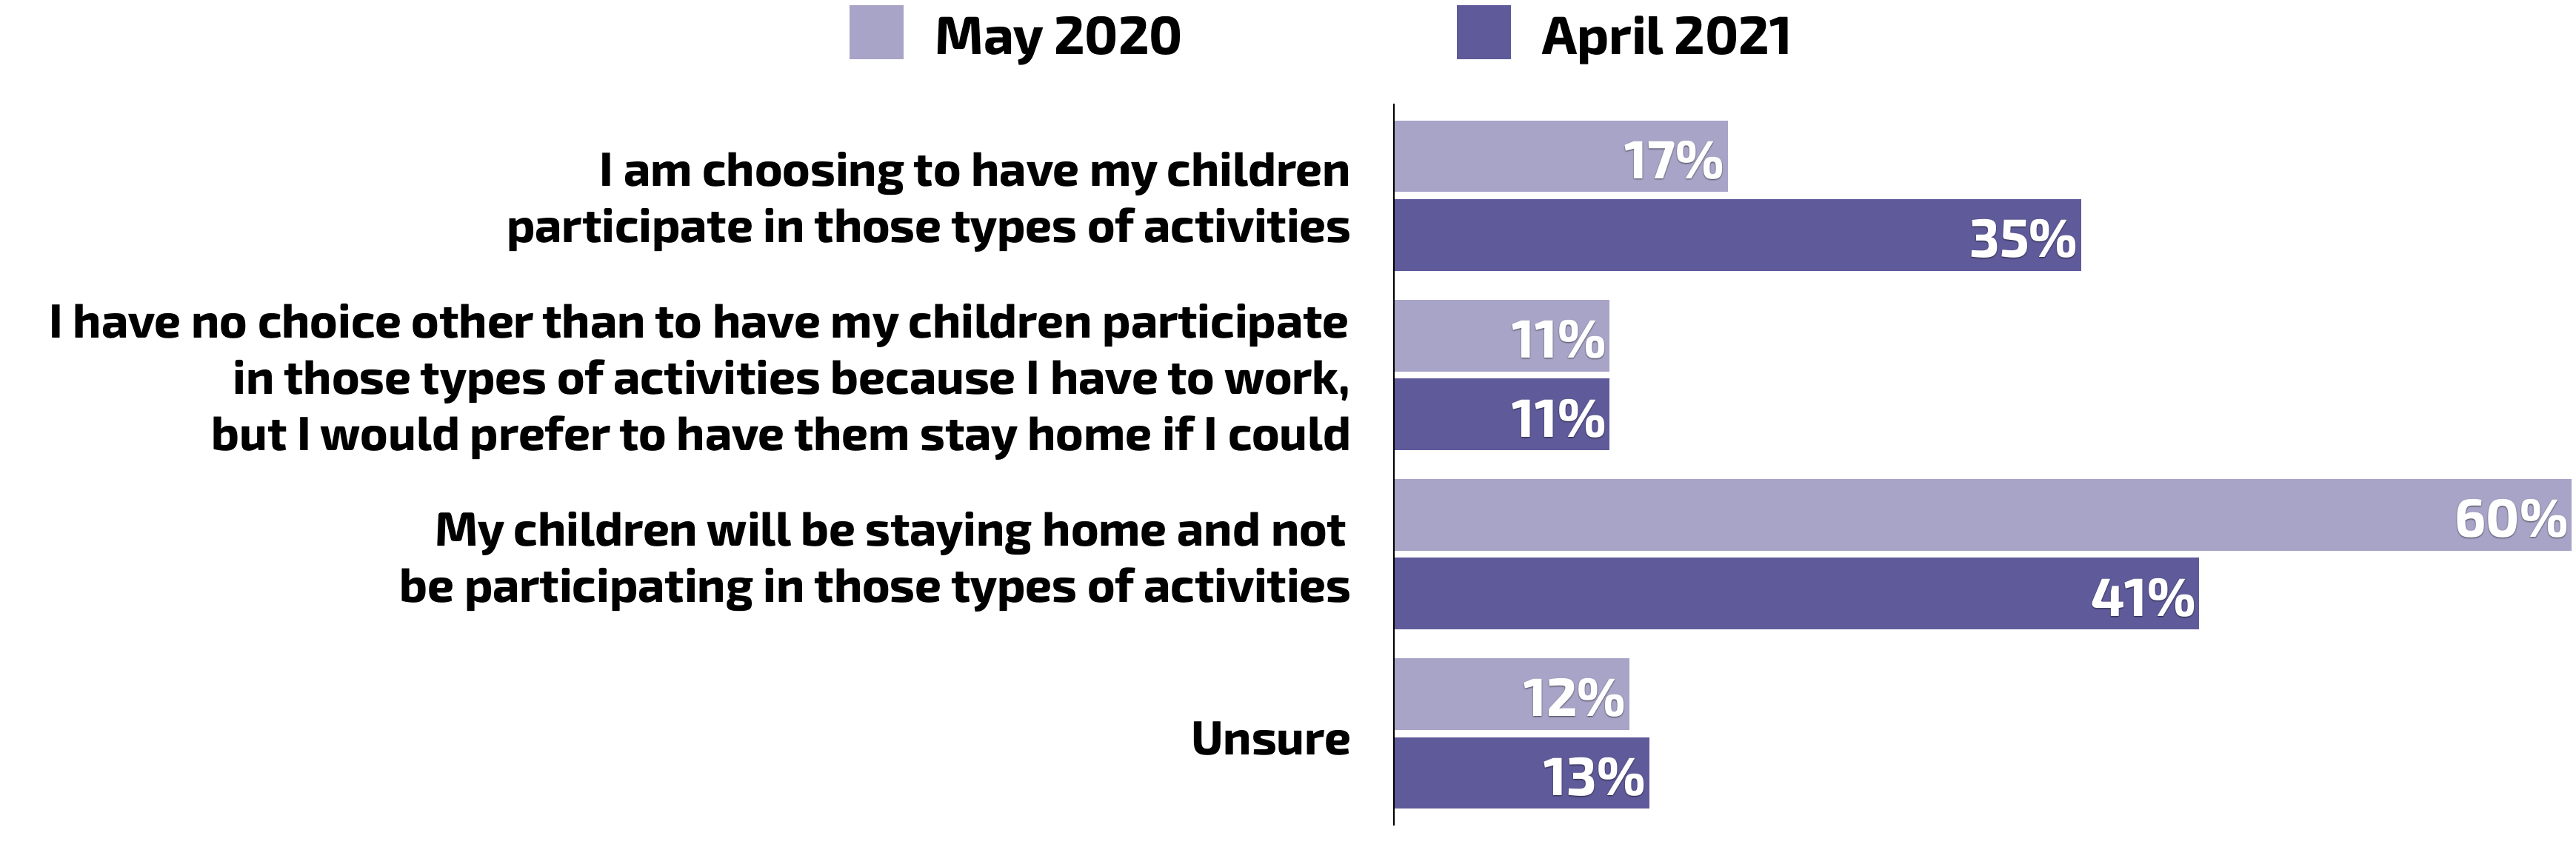 May 2020
April 2021
I am choosing to have my children
participate in those types of activities
17%
35%
I have no choice other than to have my children participate
in those types of activities because I have to work,
but I would prefer to have them stay home if I could
11%
11%
My children will be staying home and not
be participating in those types of activities
60%
41%
Unsure
12%
13%